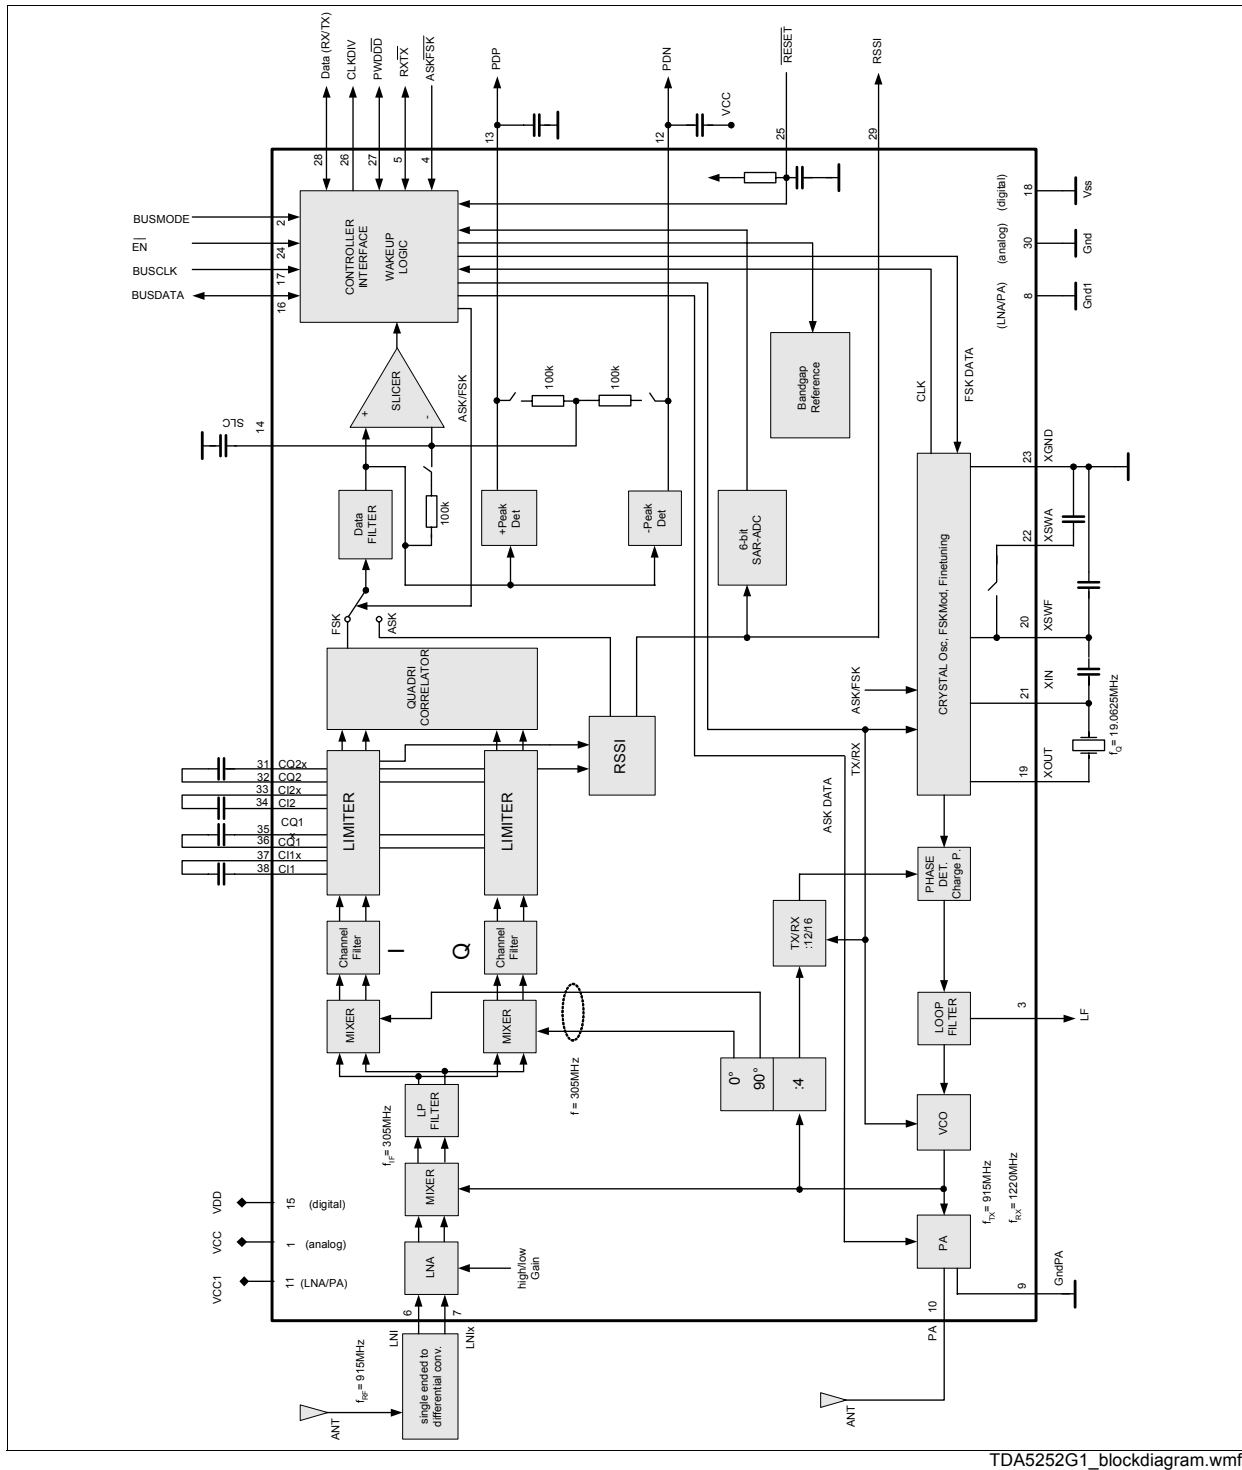 Data (RX/TX)
CLKDIV
PWDDD
RXTX
ASKFSK
PDP
PDN
VCC
RESET
RSSI
28
26
27
5
4
13
12
25
29
BUSMODE
EN
BUSCLK
BUSDATA
2
24
17
16
CONTROLLER
INTERFACE
WAKEUP
LOGIC
18
(digital)
Vss
30
(analog)
Gnd
8
(LNA/PA)
Gnd1
SLC
14
SLICER
+
-
ASK/FSK
100k
100k
100k
Bandgap
Reference
CLK
FSK DATA
Data
FILTER
+Peak
Det
-Peak
Det
6-bit
SAR-ADC
23
XGND
22
XSWA
20
XSWF
21
XIN
19
XOUT
fQ = 19.0625MHz
CRYSTAL Osc, FSKMod, Finetuning
FSK
ASK
QUADRI
CORRELATOR
RSSI
ASK/FSK
TX/RX
ASK DATA
31 CQ2x
32 CQ2
33 CI2x
34 CI2
35 CQ1
x
36 CQ1
37 CI1x
38 CI1
LIMITER
LIMITER
Channel
Filter
I
Q
Channel
Filter
TX/RX
:12/16
PHASE
DET.
Charge P.
MIXER
MIXER
f = 305MHz
0°
90°
:4
LOOP
FILTER
3
LF
LP
FILTER
fIF = 305MHz
VCO
MIXER
VDD
15
(digital)
VCC
1
(analog)
VCC1
11
(LNA/PA)
LNA
high/low
Gain
PA
fTX = 915MHz
fRX = 1220MHz
9
GndPA
10
PA
LNI
6
7
LNIx
fRF = 915MHz
single ended to
differential conv.
ANT
ANT
TDA5252G1_blockdiagram.wmf